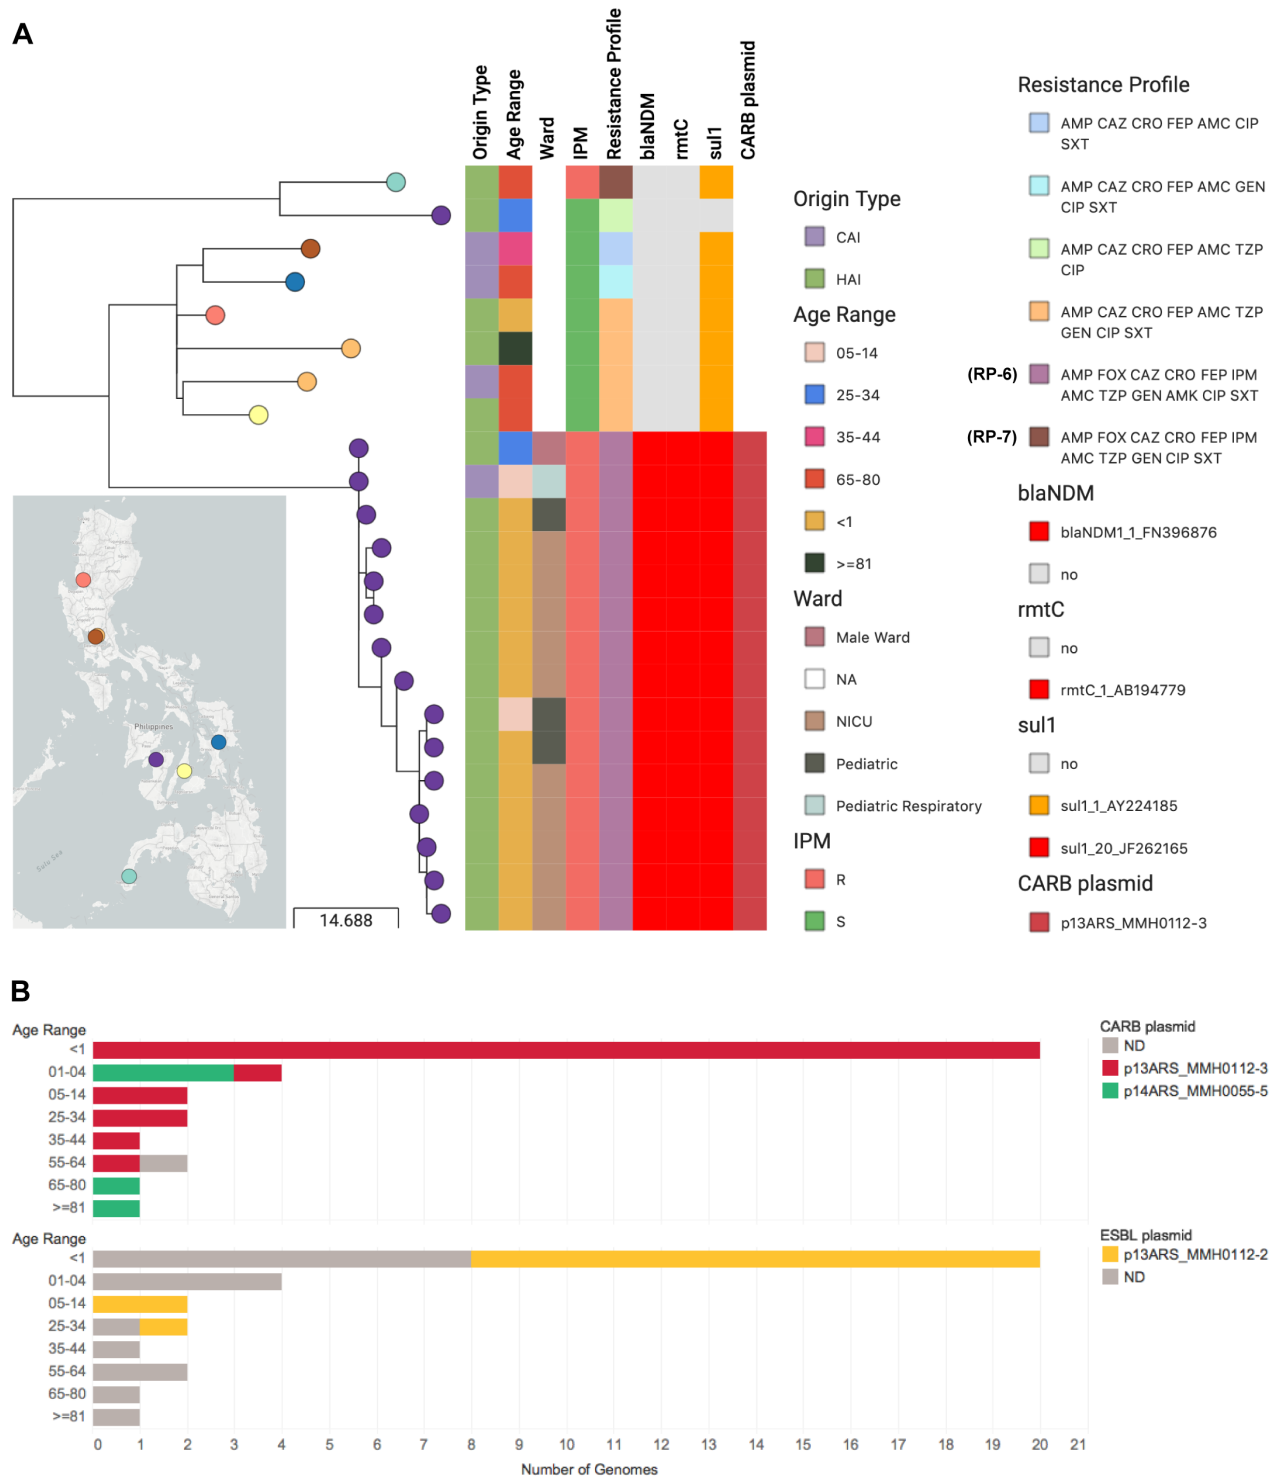 A
Origin Type
Age Range
Ward
IPM
Resistance Profile
blaNDM
rmtC
sul1
CARB plasmid
Philippines
Sulu Sea
14.688
Origin Type
CAI
HAI
Age Range
05-14
25-34
35-44
65-80
<1
>=81
Ward
Male Ward
NA
NICU
Pediatric
Pediatric Respiratory
IPM
R
S
Resistance Profile
AMP CAZ CRO FEP AMC CIP
SXT
AMP CAZ CRO FEP AMC GEN
CIP SXT
AMP CAZ CRO FEP AMC TZP
CIP
AMP CAZ CRO FEP AMC TZP
GEN CIP SXT
(RP-6) AMP FOX CAZ CRO FEP IPM
AMC TZP GEN AMK CIP SXT
(RP-7) AMP FOX CAZ CRO FEP IPM
AMC TZP GEN CIP SXT
blaNDM
blaNDM1_1_FN396876
no
rmtC
no
rmtC_1_AB194779
sul1
no
sul1_1_AY224185
sul1_20_JF262165
CARB plasmid
p13ARS_MMH0112-3
B
Age Range
<1
01-04
05-14
25-34
35-44
55-64
65-80
>=81
CARB plasmid
ND
p13ARS_MMH0112-3
p14ARS_MMH0055-5
Age Range
<1
01-04
05-14
25-34
35-44
55-64
65-80
>=81
ESBL plasmid
p13ARS_MMH0112-2
ND
0 1 2 3 4 5 6 7 8 9 10 11 12 13 14 15 16 17 18 19 20 21
Number of Genomes